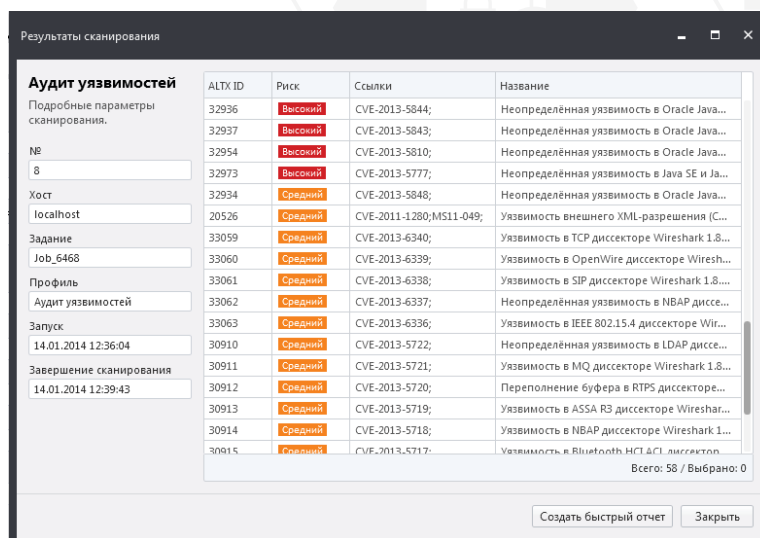 Результаты сканирования
Аудит уязвимостей
Подробные параметры
сканирования.
№
8
Хост
localhost
Задание
Job_6468
Профиль
Аудит уязвимостей
Запуск
14.01.2014 12:36:04
Завершение сканирования
14.01.2014 12:39:43
ALTX ID Риск Ссылки Название
32936 Высокий CVE-2013-5844; Неопределённая уязвимость в Oracle Java...
32937 Высокий CVE-2013-5843; Неопределённая уязвимость в Oracle Java...
32954 Высокий CVE-2013-5810; Неопределённая уязвимость в Oracle Java...
32973 Высокий CVE-2013-5777; Неопределённая уязвимость в Java SE и Ja...
32934 Средний CVE-2013-5848; Неопределённая уязвимость в Oracle Java...
20526 Средний CVE-2011-1280;MS11-049; Уязвимость внешнего XML-разрешения (C...
33059 Средний CVE-2013-6340; Уязвимость в TCP диссекторе Wireshark 1.8...
33060 Средний CVE-2013-6339; Уязвимость в OpenWire диссекторе Wiresh...
33061 Средний CVE-2013-6338; Уязвимость в SIP диссекторе Wireshark 1.8....
33062 Средний CVE-2013-6337; Неопределённая уязвимость в NBAP диссе...
33063 Средний CVE-2013-6336; Уязвимость в IEEE 802.15.4 диссекторе Wir...
30910 Средний CVE-2013-5722; Неопределённая уязвимость в LDAP диссе...
30911 Средний CVE-2013-5721; Уязвимость в MQ диссекторе Wireshark 1.8...
30912 Средний CVE-2013-5720; Переполнение буфера в RTPS диссекторе...
30913 Средний CVE-2013-5719; Уязвимость в ASSA R3 диссекторе Wireshar...
30914 Средний CVE-2013-5718; Уязвимость в NBAP диссекторе Wireshark 1...
30915 Средний CVE-2013-5717; Уязвимость в Bluetooth HCI ACL диссектор...
Всего: 58 / Выбрано: 0
Создать быстрый отчет Закрыть